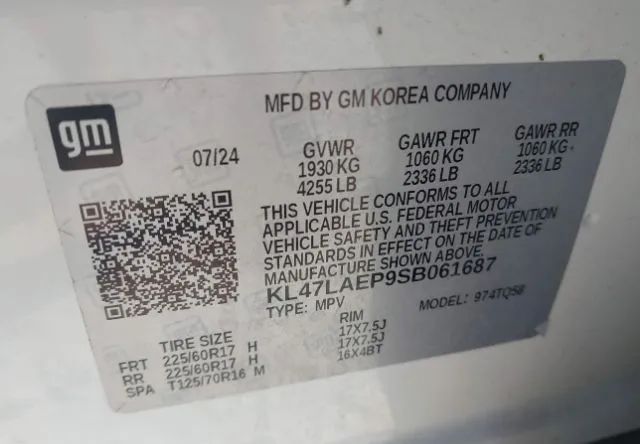 gm
MFD BY GM KOREA COMPANY
07/24
GVWR
1930 KG
4255 LB
GAWR FRT
1060 KG
2336 LB
GAWR RR
1060 KG
2336 LB
THIS VEHICLE CONFORMS TO ALL
APPLICABLE U.S. FEDERAL MOTOR
VEHICLE SAFETY AND THEFT PREVENTION
STANDARDS IN EFFECT ON THE DATE OF
MANUFACTURE SHOWN ABOVE.
KL47LAEP9SB061687
TYPE: MPV
MODEL: 974TQ58
TIRE SIZE
RIM
FRT 225/60R17 H 17X7.5J
RR 225/60R17 H 17X7.5J
SPA T125/70R16 M 16X4BT